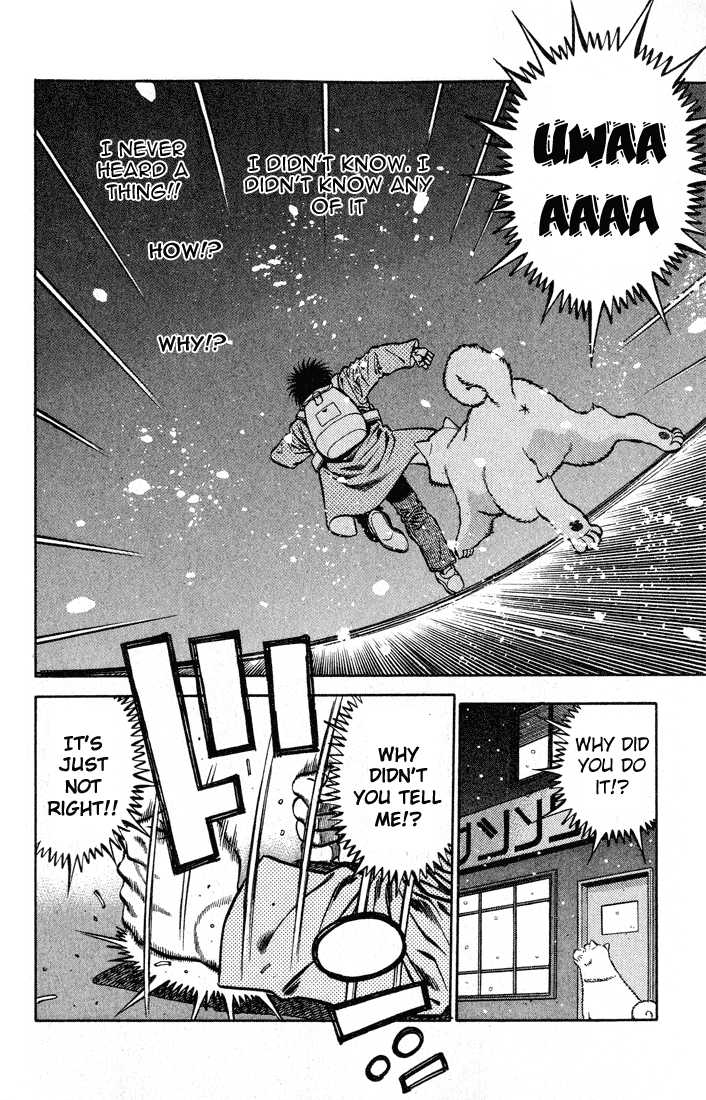 UWAA
AAAA
I DIDN'T KNOW. I
DIDN'T KNOW ANY
OF IT
I NEVER
HEARD A
THING!!
HOW!?
WHY!?
WHY DID
YOU DO
IT!?
WHY
DIDN'T
YOU TELL
ME!?
IT'S
JUST
NOT
RIGHT!!